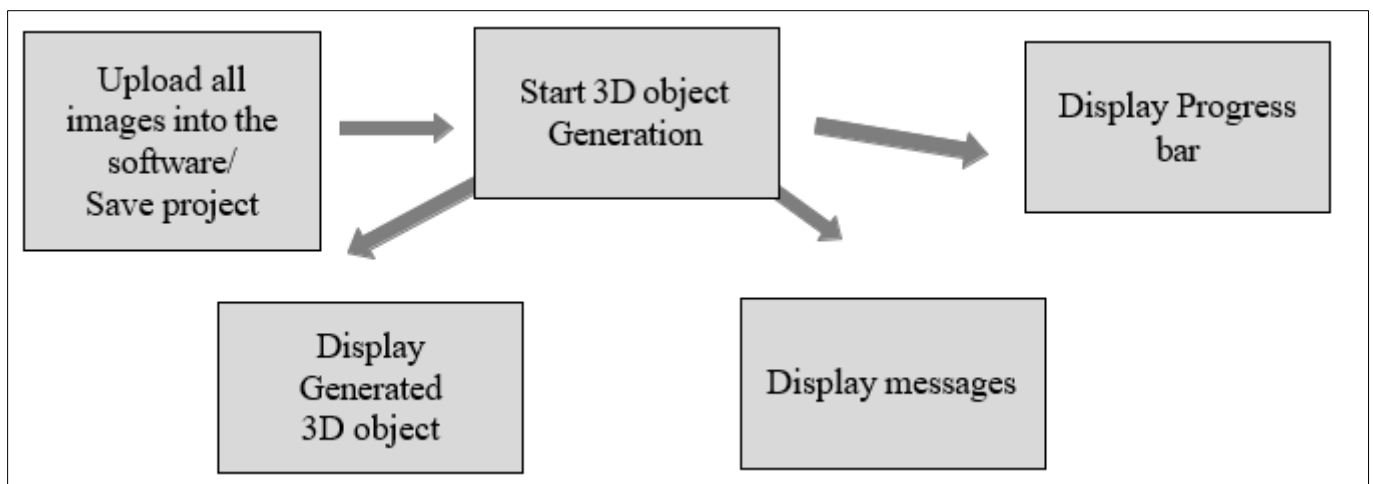 Upload all
images into the
software/
Save project
Start 3D object
Generation
Display Progress
bar
Display
Generated
3D object
Display messages